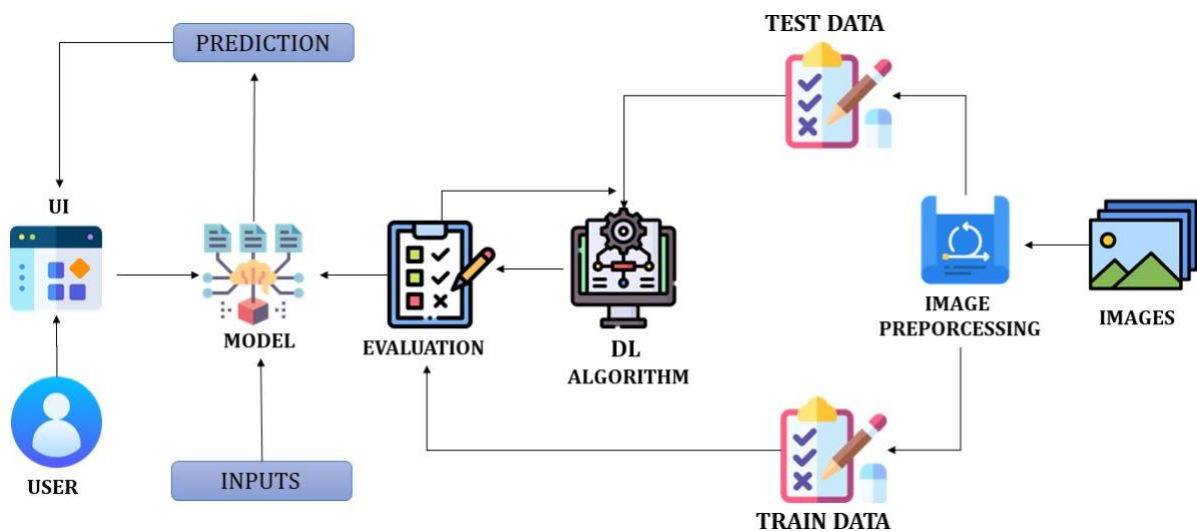 TEST DATA
PREDICTION
UI
IMAGE
PREPORCESSING
IMAGES
MODEL
EVALUATION
DL
ALGORITHM
USER
INPUTS
TRAIN DATA